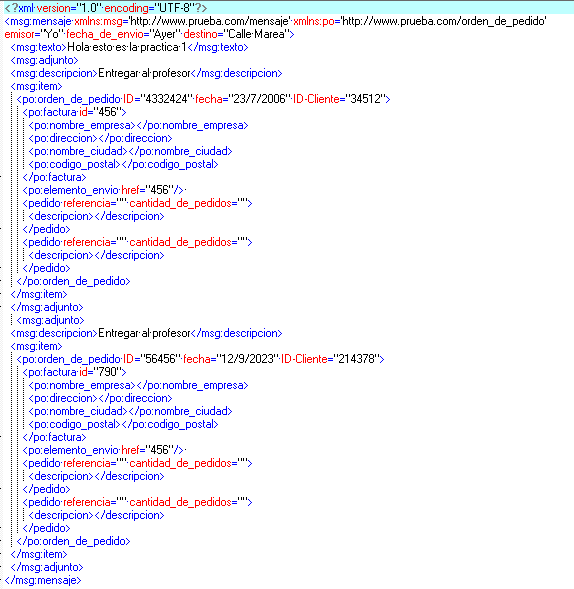 <?xml version="1.0" encoding="UTF-8"?>
<msg:mensaje xmlns:msg='http://www.prueba.com/mensaje' xmlns:po='http://www.prueba.com/orden_de_pedido'
emisor="Yo" fecha_de_envio="Ayer" destino="Calle Marea">
<msg:texto>Hola esto es la practica 1</msg:texto>
<msg:adjunto>
<msg:descripcion>Entregar al profesor</msg:descripcion>
<msg:item>
<po:orden_de_pedido ID="4332424" fecha="23/7/2006" ID-Cliente="34512">
<po:factura id="456">
<po:nombre_empresa></po:nombre_empresa>
<po:direccion></po:direccion>
<po:nombre_ciudad></po:nombre_ciudad>
<po:codigo_postal></po:codigo_postal>
</po:factura>
<po:elemento_envio href="456"/>
<pedido referencia="" cantidad_de_pedidos="">
<descripcion></descripcion>
</pedido>
<pedido referencia="" cantidad_de_pedidos="">
<descripcion></descripcion>
</pedido>
</po:orden_de_pedido>
</msg:item>
</msg:adjunto>
<msg:adjunto>
<msg:descripcion>Entregar al profesor</msg:descripcion>
<msg:item>
<po:orden_de_pedido ID="56456" fecha="12/9/2023" ID-Cliente="214378">
<po:factura id="790">
<po:nombre_empresa></po:nombre_empresa>
<po:direccion></po:direccion>
<po:nombre_ciudad></po:nombre_ciudad>
<po:codigo_postal></po:codigo_postal>
</po:factura>
<po:elemento_envio href="456"/>
<pedido referencia="" cantidad_de_pedidos="">
<descripcion></descripcion>
</pedido>
<pedido referencia="" cantidad_de_pedidos="">
<descripcion></descripcion>
</pedido>
</po:orden_de_pedido>
</msg:item>
</msg:adjunto>
</msg:mensaje>